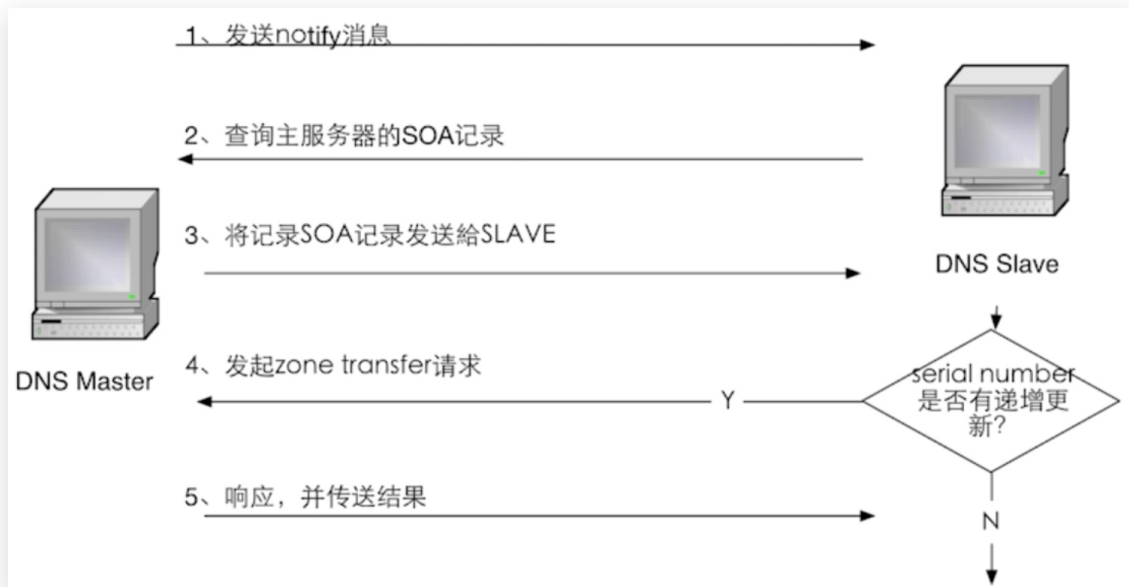 1、发送notify消息
2、查询主服务器的SOA记录
3、将记录SOA记录发送給SLAVE
DNS Slave
DNS Master
4、发起zone transfer请求
Y
serial number
是否有递增更
新?
5、响应，并传送结果
N